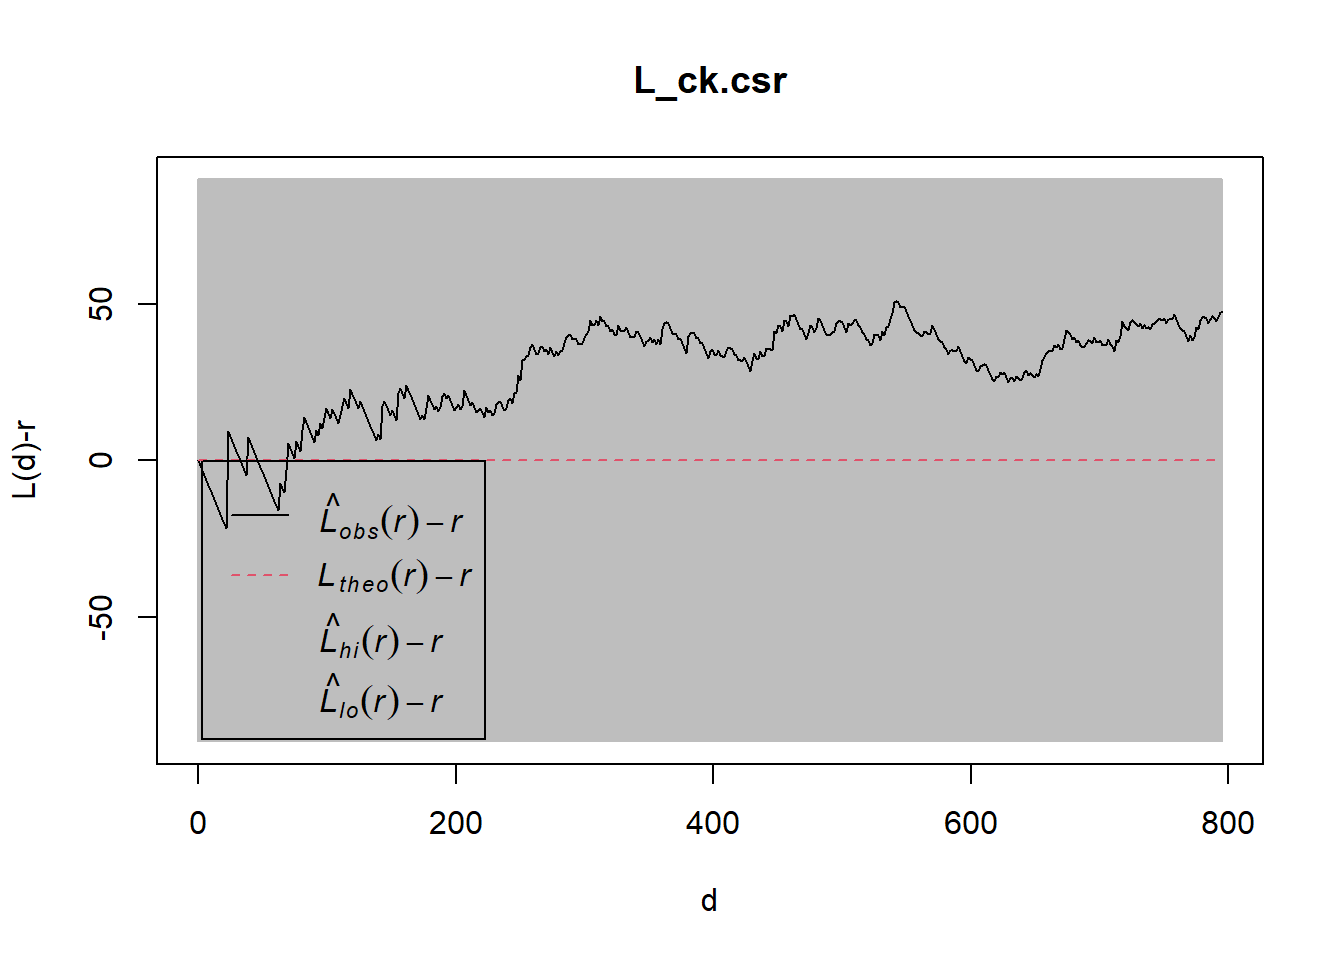 L_ck.csr
L(d)-r
50
0
-50
L̂obs(r) − r
Ltheo(r) − r
L̂hi(r) − r
L̂lo(r) − r
0 200 400 600 800
d